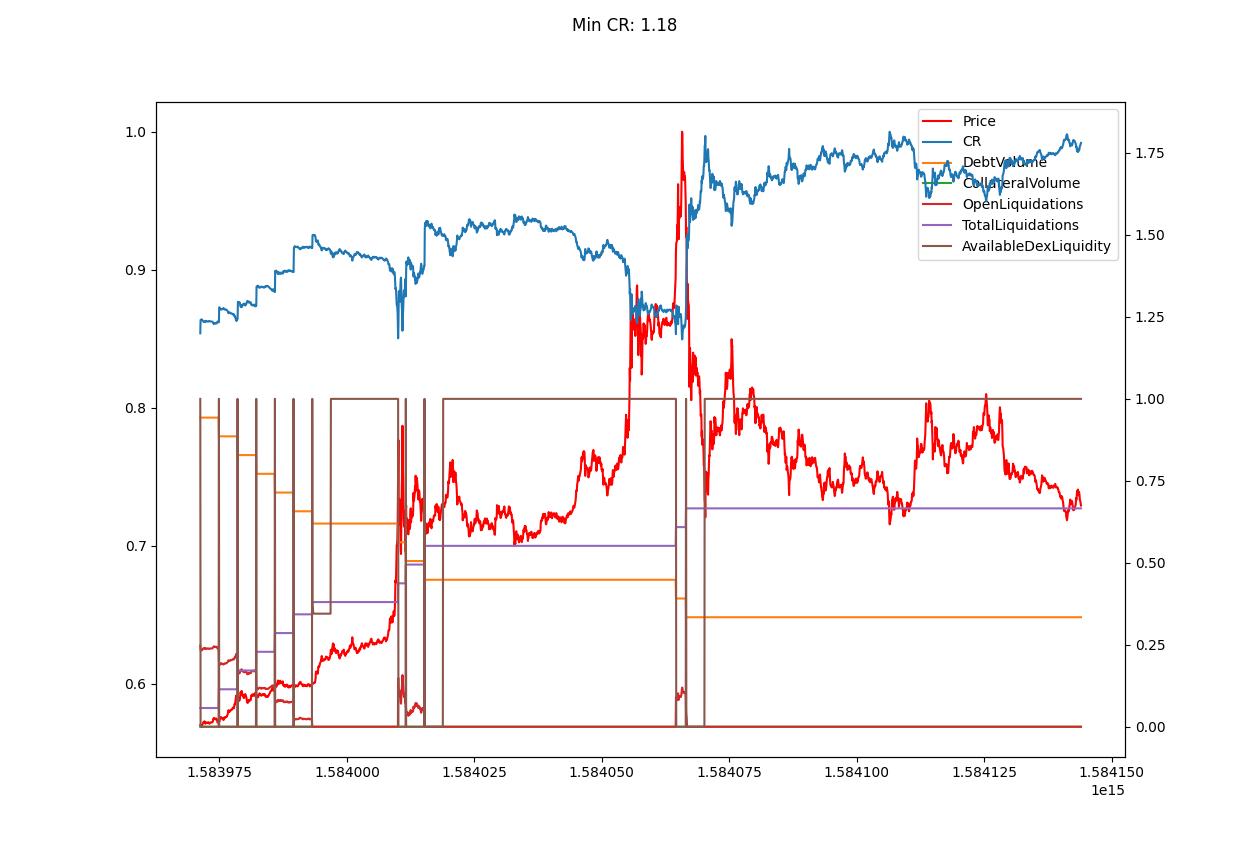 Min CR: 1.18
1.0
0.9
0.8
0.7
0.6
1.75
1.50
1.25
1.00
0.75
0.50
0.25
0.00
Price
CR
DebtVolume
CollateralVolume
OpenLiquidations
TotalLiquidations
AvailableDexLiquidity
1.583975 1.584000 1.584025 1.584050 1.584075 1.584100 1.584125 1.584150
1e15